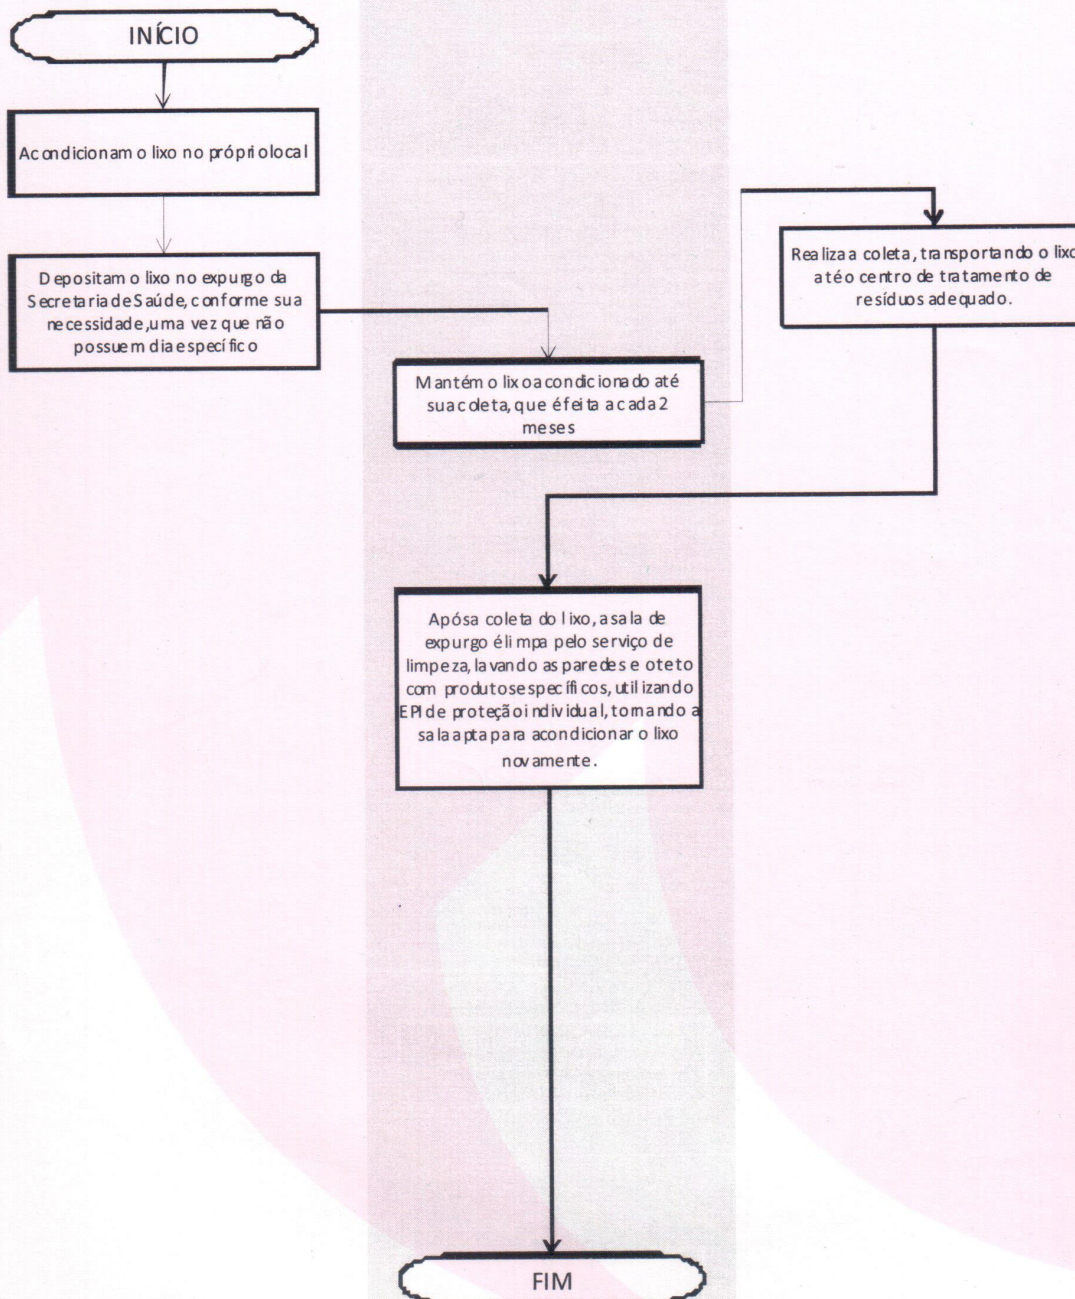 INÍCIO
Acondicionam o lixo no próprio local
Depositam o lixo no expurgo da
Secretaria de Saúde, conforme sua
necessidade, uma vez que não
possuem dia específico
Mantém o lixo acondicionado até
sua coleta, que é feita a cada 2
meses
Realiza a coleta, transportando o lixo
até o centro de tratamento de
resíduos adequado.
Após a coleta do lixo, a sala de
expurgo é limpa pelo serviço de
limpeza, lavando as paredes e o teto
com produtos específicos, utilizando
EPI de proteção individual, tornando a
sala apta para acondicionar o lixo
novamente.
FIM